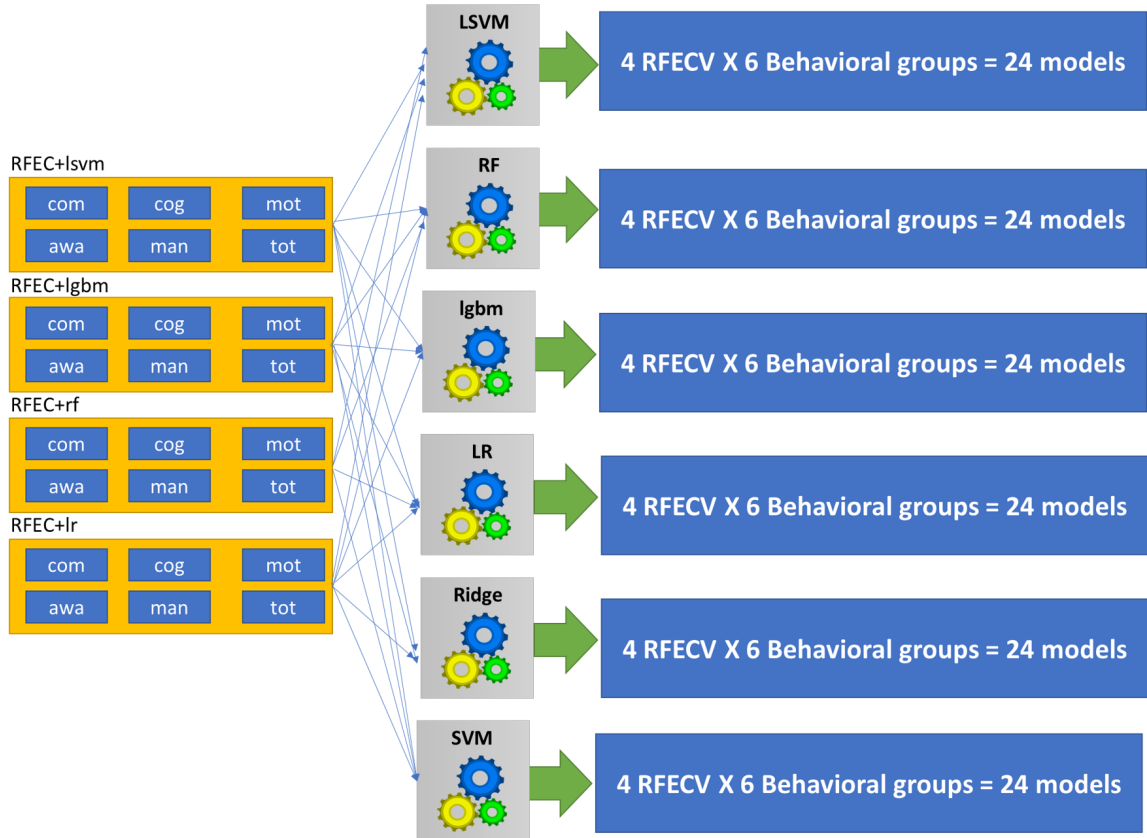 RFEC+lsvm
com cog mot
awa man tot
RFEC+lgbm
com cog mot
awa man tot
RFEC+rf
com cog mot
awa man tot
RFEC+lr
com cog mot
awa man tot
LSVM
4 RFECV X 6 Behavioral groups = 24 models
RF
4 RFECV X 6 Behavioral groups = 24 models
lgbm
4 RFECV X 6 Behavioral groups = 24 models
LR
4 RFECV X 6 Behavioral groups = 24 models
Ridge
4 RFECV X 6 Behavioral groups = 24 models
SVM
4 RFECV X 6 Behavioral groups = 24 models